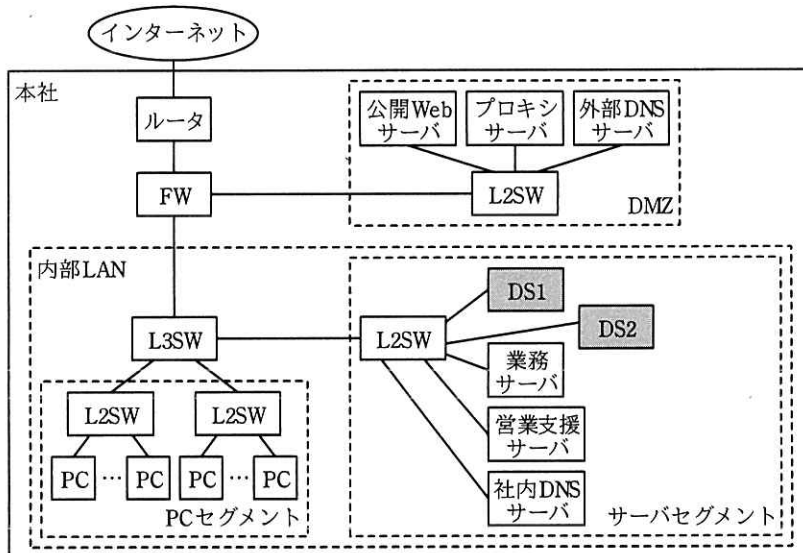 インターネット
本社
ルータ
FW
公開Web
サーバ
プロキシ
サーバ
外部DNS
サーバ
L2SW
DMZ
内部LAN
L3SW
L2SW
L2SW
PC
…
PC
PC
…
PC
PCセグメント
L2SW
DS1
DS2
業務
サーバ
営業支援
サーバ
社内DNS
サーバ
サーバセグメント